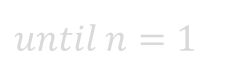 until n = 1